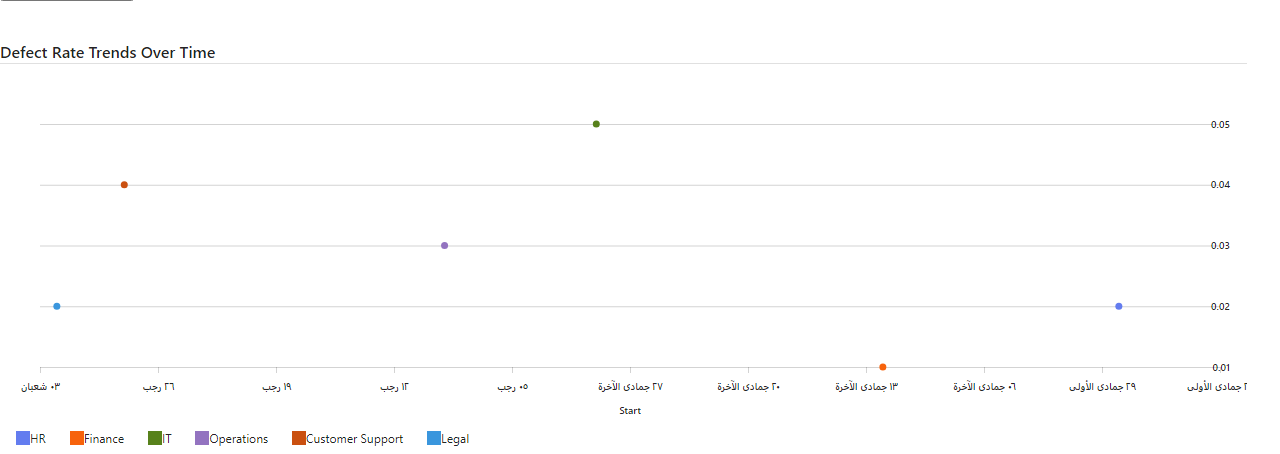 Defect Rate Trends Over Time
0.05
0.04
0.03
0.02
0.01
٠٣ شعبان
٢٦ رجب
١٩ رجب
١٢ رجب
٠٥ رجب
٢٧ جمادى الآخرة
٢٠ جمادى الآخرة
١٣ جمادى الآخرة
٠٦ جمادى الآخرة
٢٩ جمادى الأولى
جمادى الأولى
Start
HR
Finance
IT
Operations
Customer Support
Legal